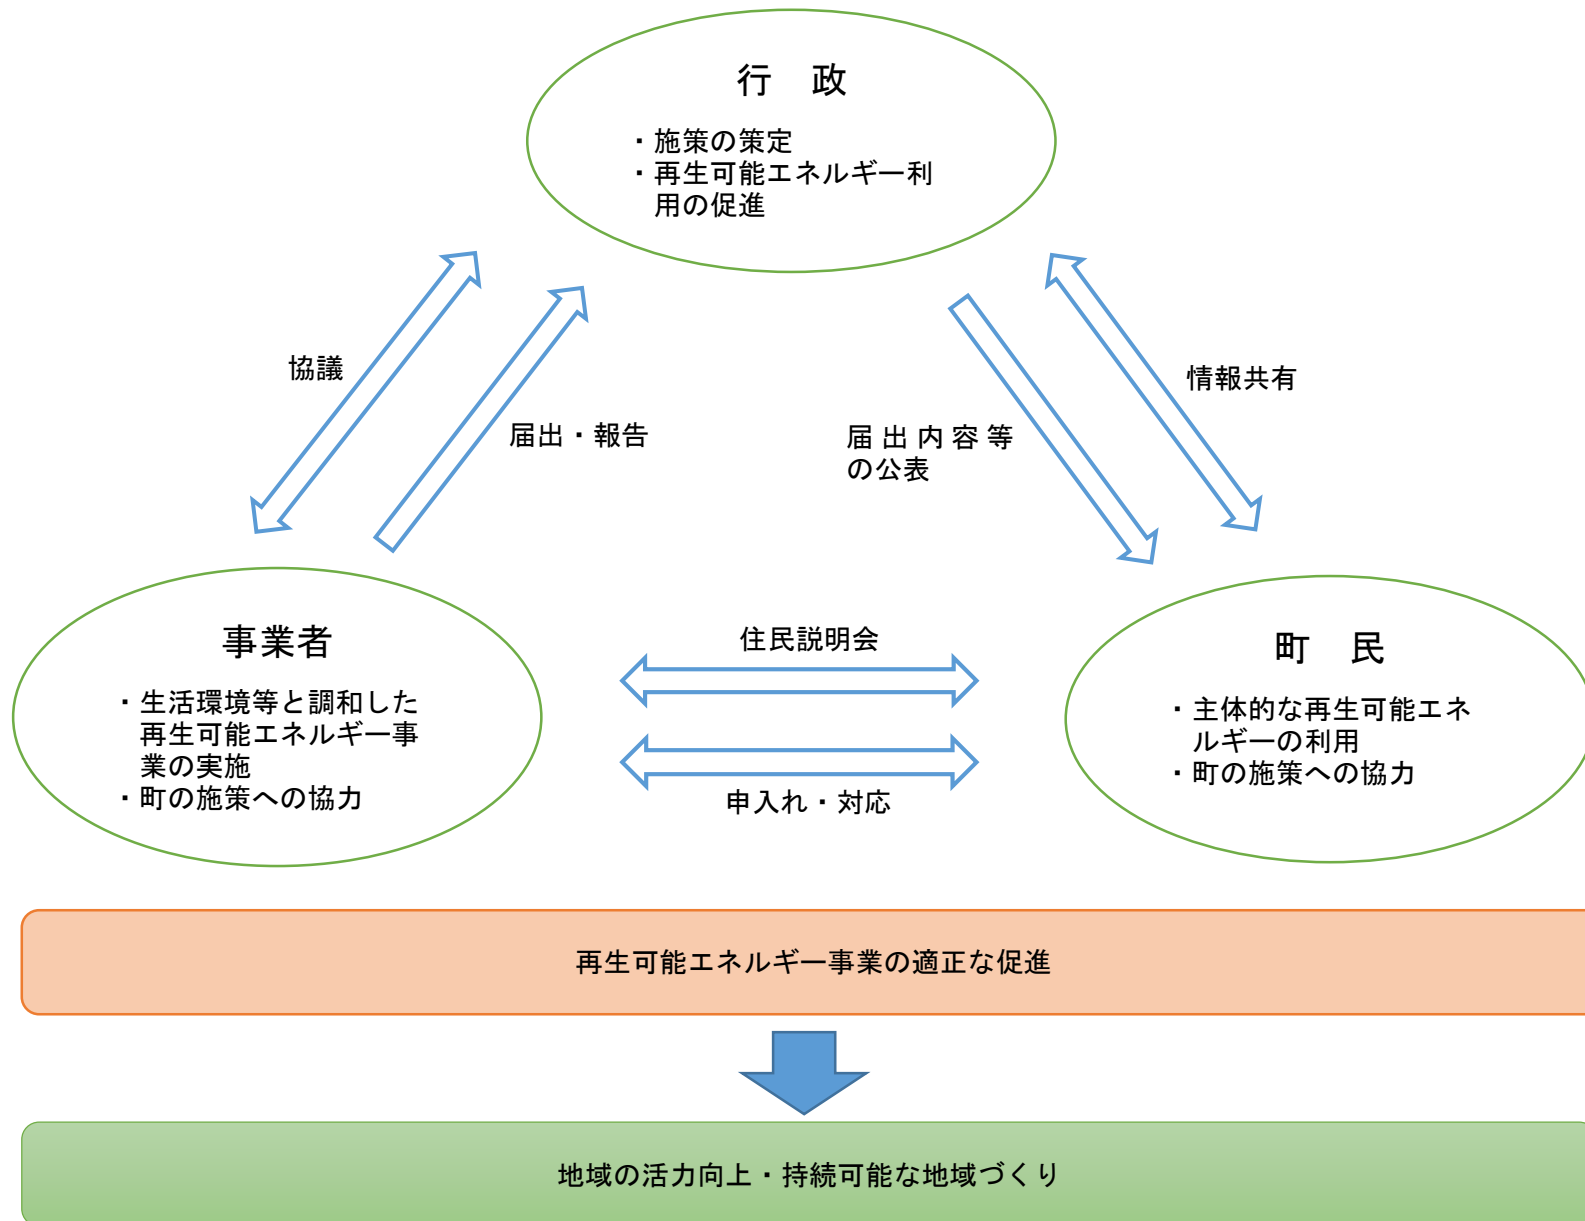 行　政
・施策の策定
・再生可能エネルギー利
用の促進
協議
届出・報告
届出内容等
の公表
情報共有
事業者
・生活環境等と調和した
再生可能エネルギー事
業の実施
・町の施策への協力
住民説明会
申入れ・対応
町　民
・主体的な再生可能エネ
ルギーの利用
・町の施策への協力
再生可能エネルギー事業の適正な促進
地域の活力向上・持続可能な地域づくり